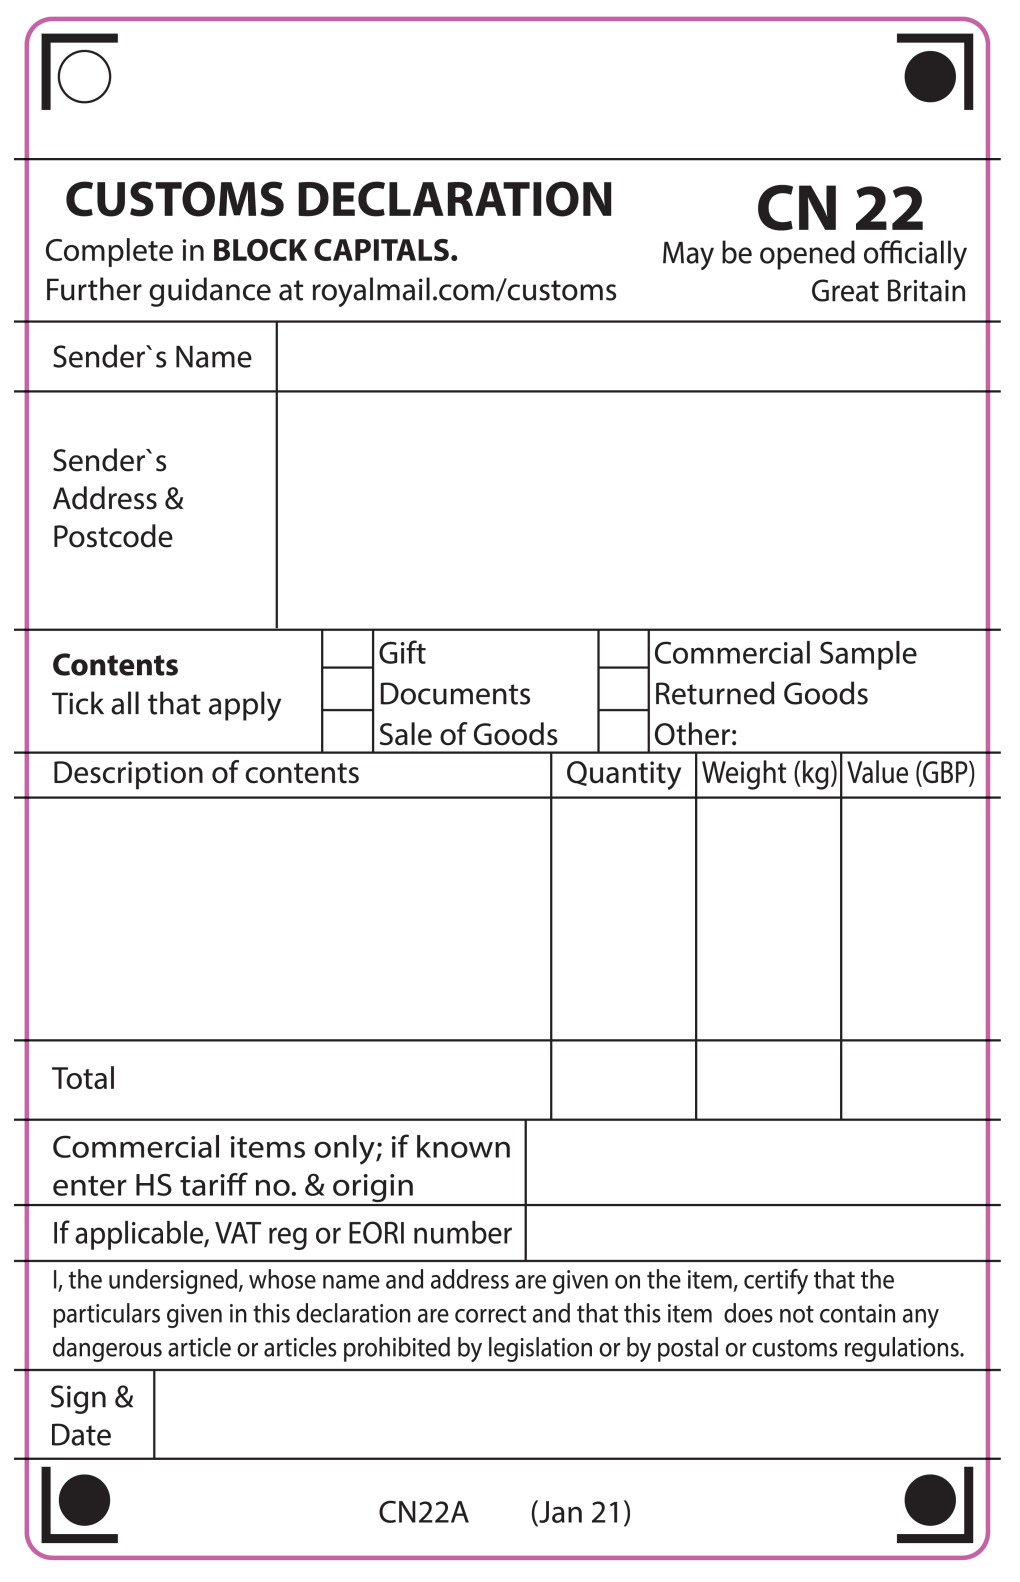 CUSTOMS DECLARATION
CN 22
Complete in BLOCK CAPITALS.
May be opened officially
Further guidance at royalmail.com/customs
Great Britain
Sender`s Name
Sender`s
Address &
Postcode
Contents
Tick all that apply
Gift
Documents
Sale of Goods
Commercial Sample
Returned Goods
Other:
Description of contents Quantity Weight (kg) Value (GBP)
Total
Commercial items only; if known
enter HS tariff no. & origin
If applicable, VAT reg or EORI number
I, the undersigned, whose name and address are given on the item, certify that the
particulars given in this declaration are correct and that this item  does not contain any
dangerous article or articles prohibited by legislation or by postal or customs regulations.
Sign &
Date
CN22A (Jan 21)